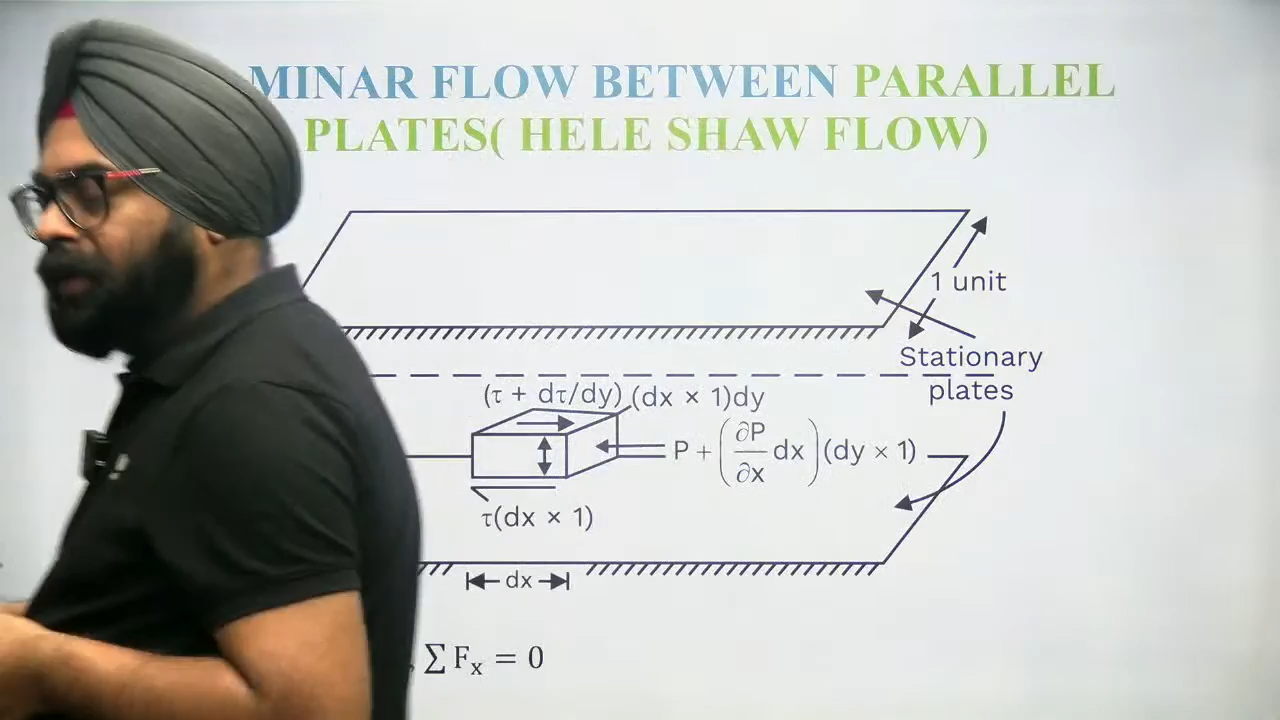 MINAR FLOW BETWEEN PARALLEL
PLATES( HELE SHAW FLOW)
1 unit
Stationary
plates
(τ + dτ/dy) (dx × 1)dy
P + (∂P/∂x dx)(dy × 1)
τ(dx × 1)
dx
, ∑ Fₓ = 0